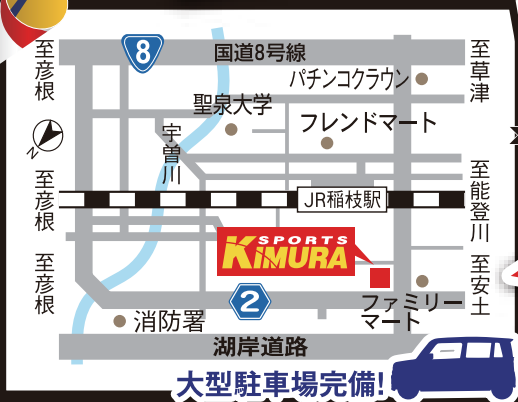 至彦根
8
国道8号線
至草津
パチンコクラウン
聖泉大学
フレンドマート
宇曽川
N
至彦根
JR稲枝駅
至能登川
SPORTS
KIMURA
至彦根
2
至安土
ファミリー
マート
消防署
湖岸道路
大型駐車場完備!